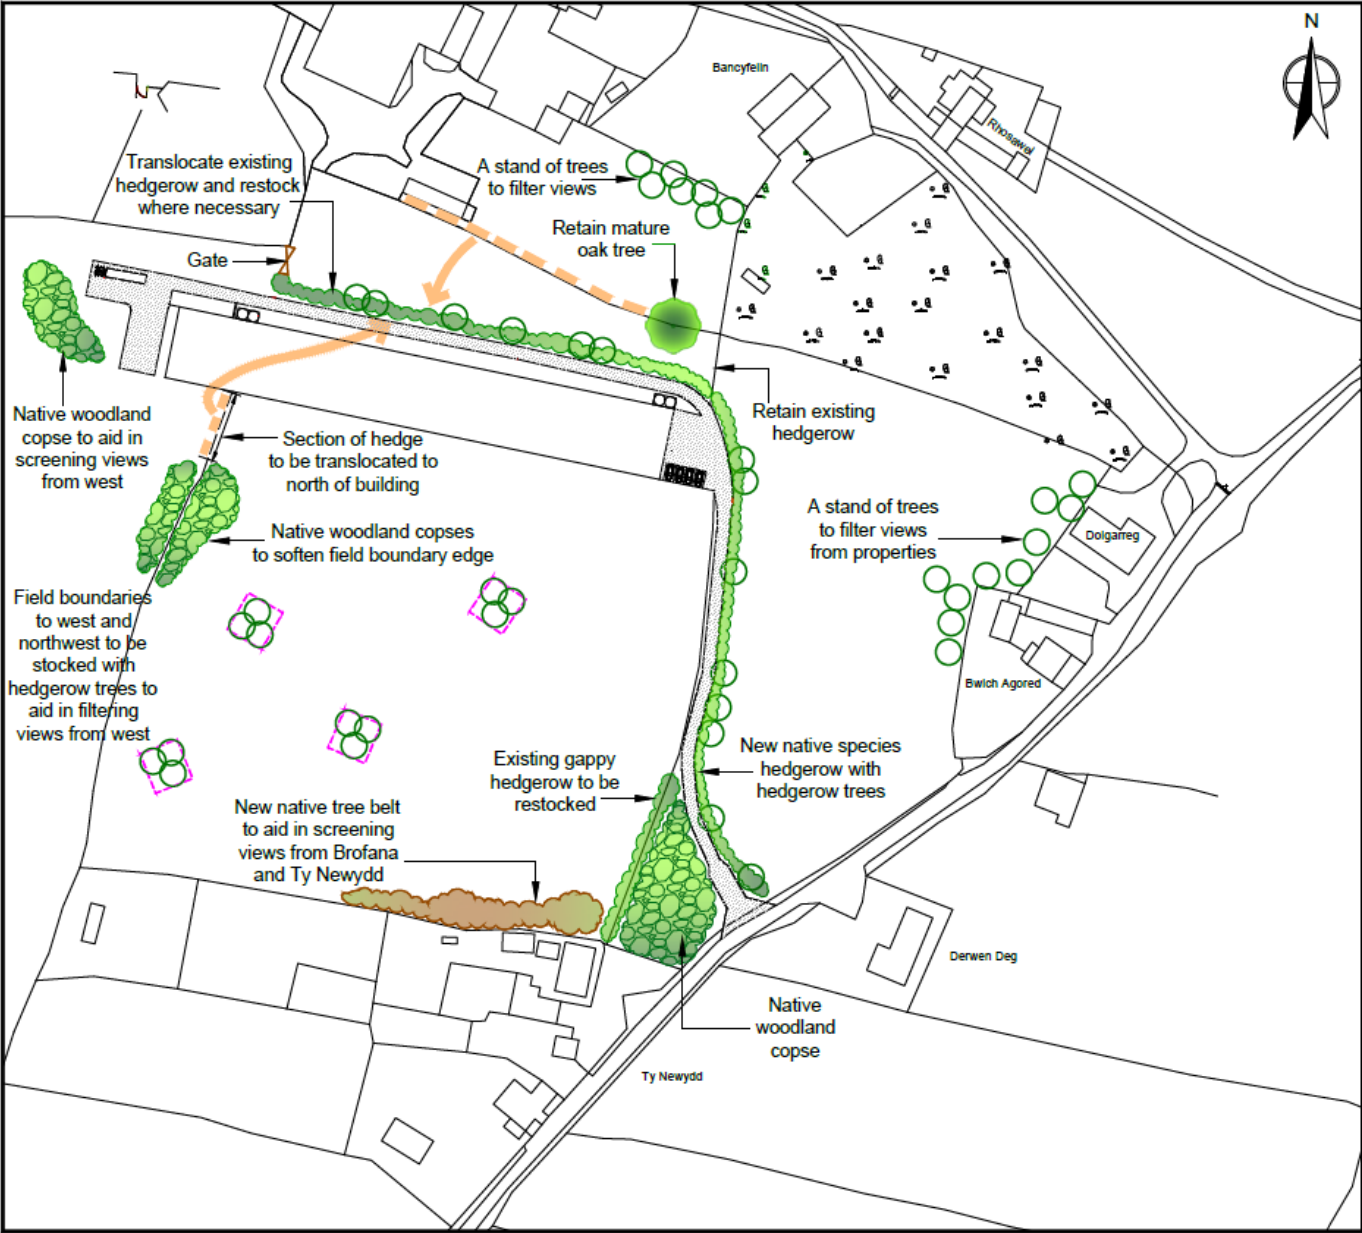 N
Bancyfelin
Rhosawel
Translocate existing
hedgerow and restock
where necessary
A stand of trees
to filter views
Retain mature
oak tree
Gate
Native woodland
copse to aid in
screening views
from west
Section of hedge
to be translocated to
north of building
Retain existing
hedgerow
Native woodland copses
to soften field boundary edge
A stand of trees
to filter views
from properties
Dolgarreg
Field boundaries
to west and
northwest to be
stocked with
hedgerow trees to
aid in filtering
views from west
Bwlch Agored
Existing gappy
hedgerow to be
restocked
New native species
hedgerow with
hedgerow trees
New native tree belt
to aid in screening
views from Brofana
and Ty Newydd
Derwen Deg
Native
woodland
copse
Ty Newydd